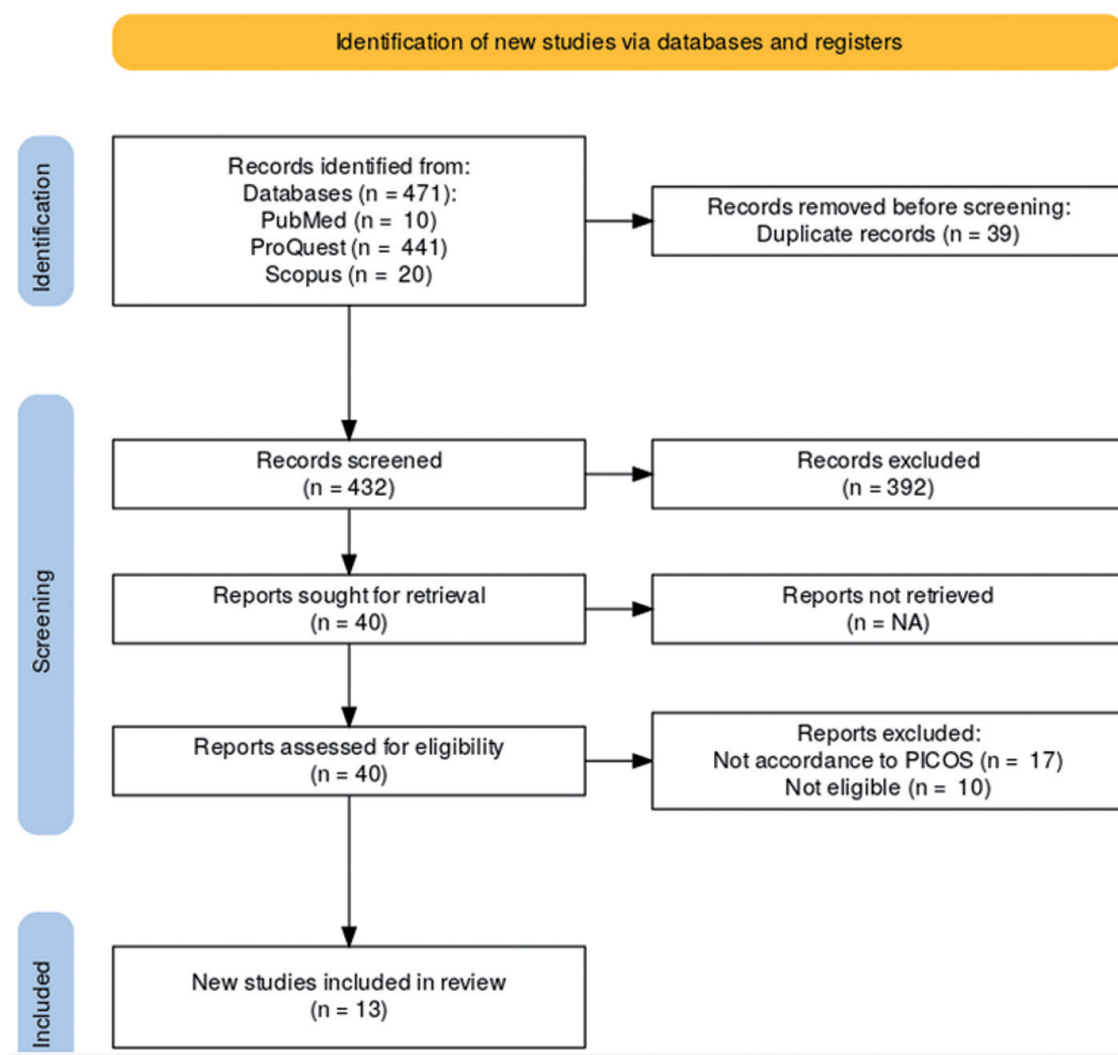 Identification of new studies via databases and registers
Identification
Records identified from:
Databases (n = 471):
PubMed (n = 10)
ProQuest (n = 441)
Scopus (n = 20)
Records removed before screening:
Duplicate records (n = 39)
Screening
Records screened
(n = 432)
Records excluded
(n = 392)
Reports sought for retrieval
(n = 40)
Reports not retrieved
(n = NA)
Reports assessed for eligibility
(n = 40)
Reports excluded:
Not accordance to PICOS (n = 17)
Not eligible (n = 10)
Included
New studies included in review
(n = 13)